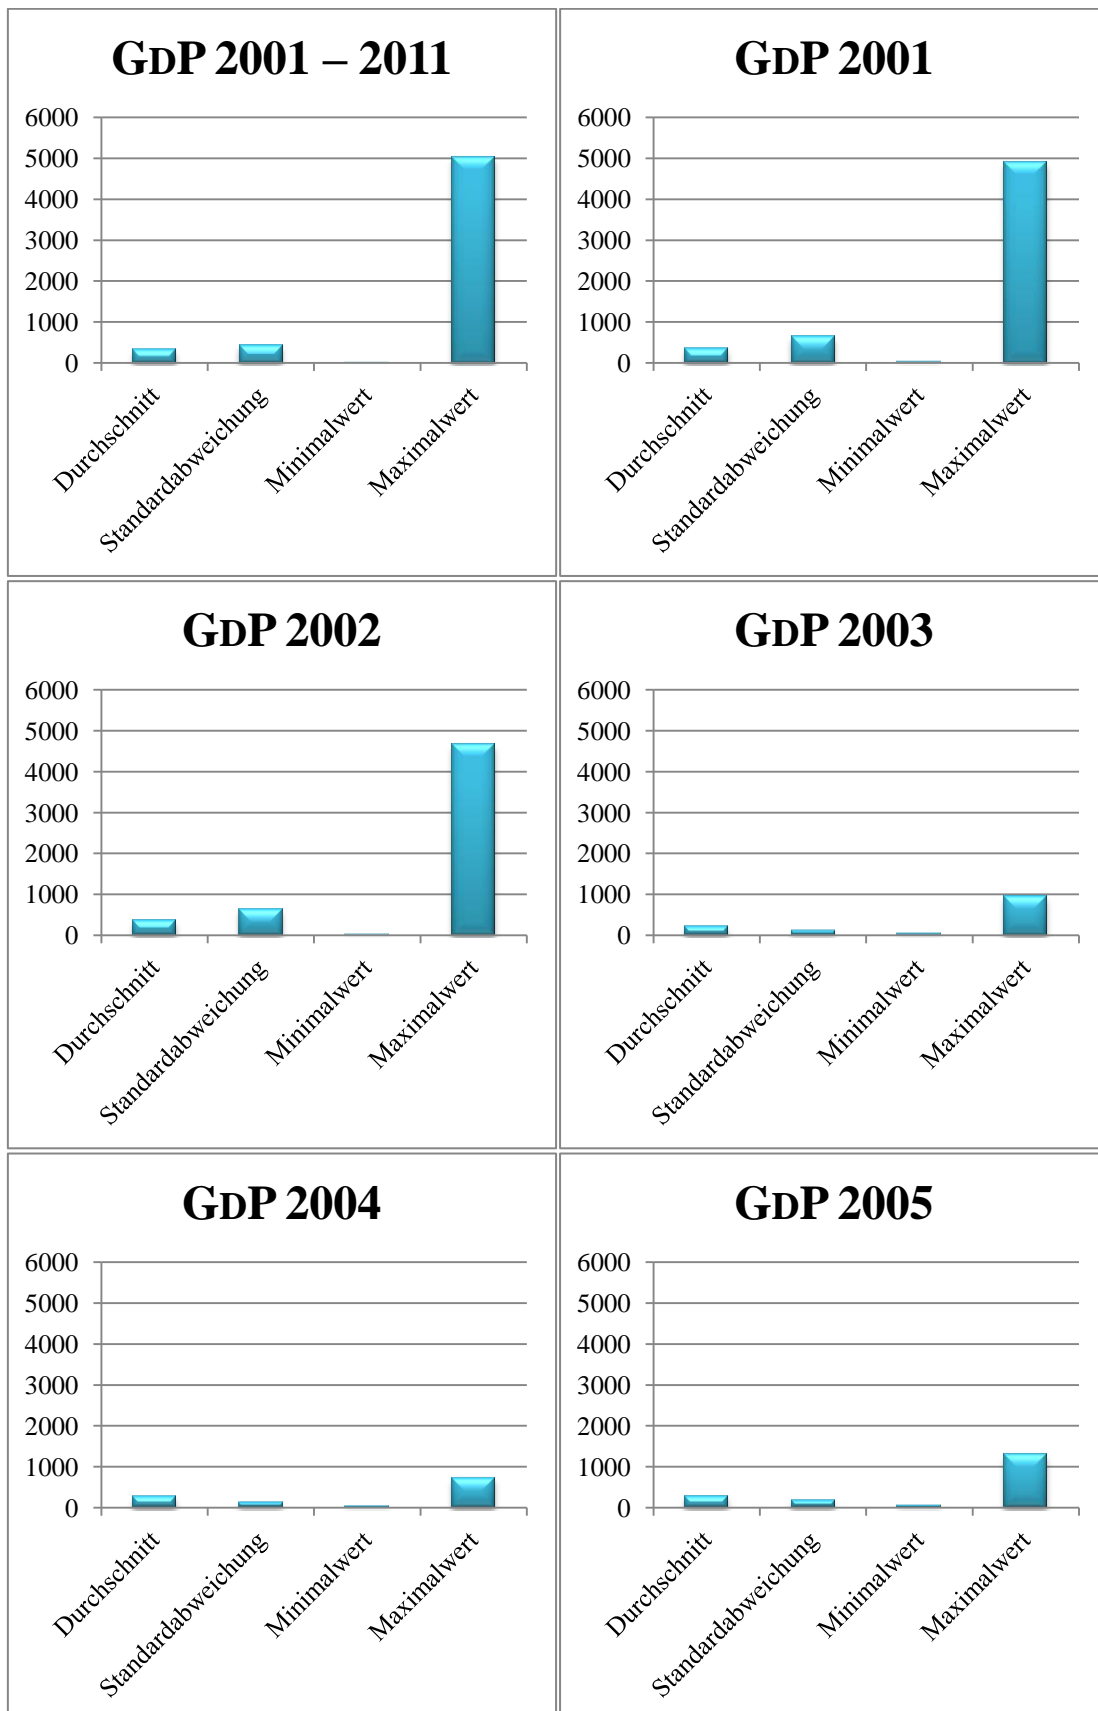 GDP 2001 – 2011
6000
5000
4000
3000
2000
1000
0
Durchschnitt
Standardabweichung
Minimalwert
Maximalwert
GDP 2001
6000
5000
4000
3000
2000
1000
0
Durchschnitt
Standardabweichung
Minimalwert
Maximalwert
GDP 2002
6000
5000
4000
3000
2000
1000
0
Durchschnitt
Standardabweichung
Minimalwert
Maximalwert
GDP 2003
6000
5000
4000
3000
2000
1000
0
Durchschnitt
Standardabweichung
Minimalwert
Maximalwert
GDP 2004
6000
5000
4000
3000
2000
1000
0
Durchschnitt
Standardabweichung
Minimalwert
Maximalwert
GDP 2005
6000
5000
4000
3000
2000
1000
0
Durchschnitt
Standardabweichung
Minimalwert
Maximalwert